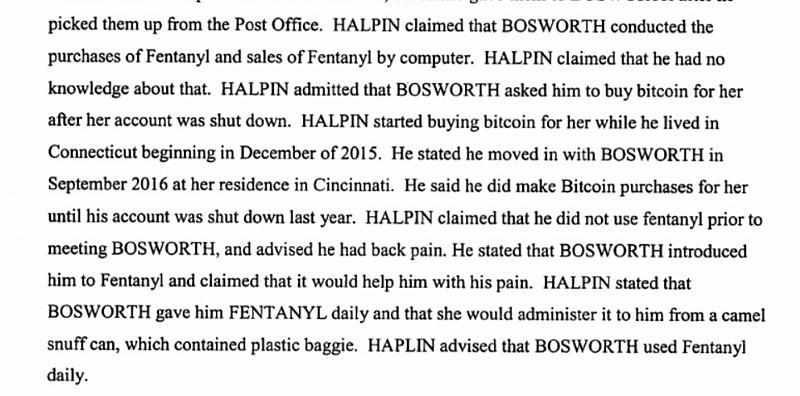 picked them up from the Post Office. HALPIN claimed that BOSWORTH conducted the
purchases of Fentanyl and sales of Fentanyl by computer. HALPIN claimed that he had no
knowledge about that. HALPIN admitted that BOSWORTH asked him to buy bitcoin for her
after her account was shut down. HALPIN started buying bitcoin for her while he lived in
Connecticut beginning in December of 2015. He stated he moved in with BOSWORTH in
September 2016 at her residence in Cincinnati. He said he did make Bitcoin purchases for her
until his account was shut down last year. HALPIN claimed that he did not use fentanyl prior to
meeting BOSWORTH, and advised he had back pain. He stated that BOSWORTH introduced
him to Fentanyl and claimed that it would help him with his pain. HALPIN stated that
BOSWORTH gave him FENTANYL daily and that she would administer it to him from a camel
snuff can, which contained plastic baggie. HAPLIN advised that BOSWORTH used Fentanyl
daily.